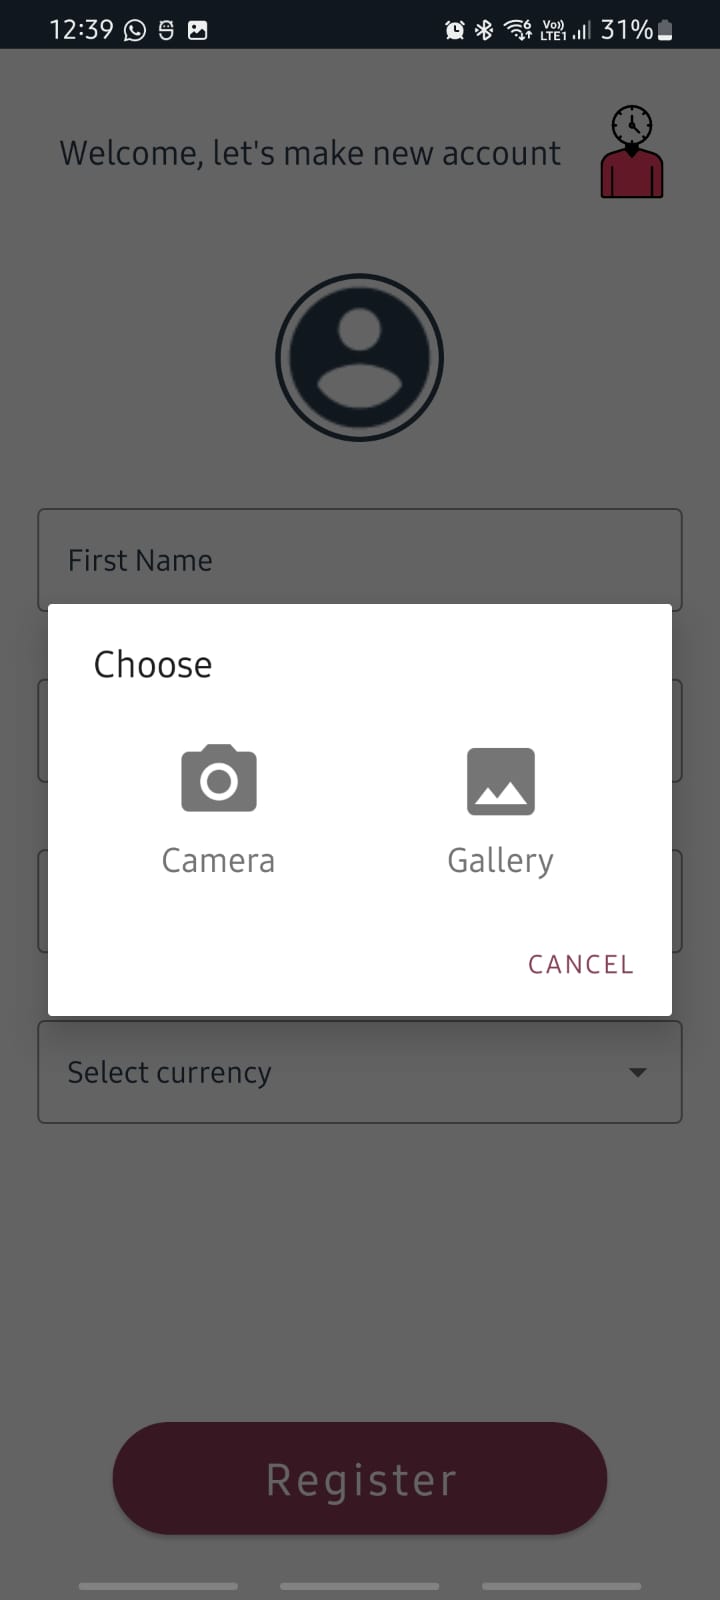 12:39 Vo)) LTE1 6 31%
Welcome, let's make new account
First Name
Choose
Camera Gallery
CANCEL
Select currency
Register